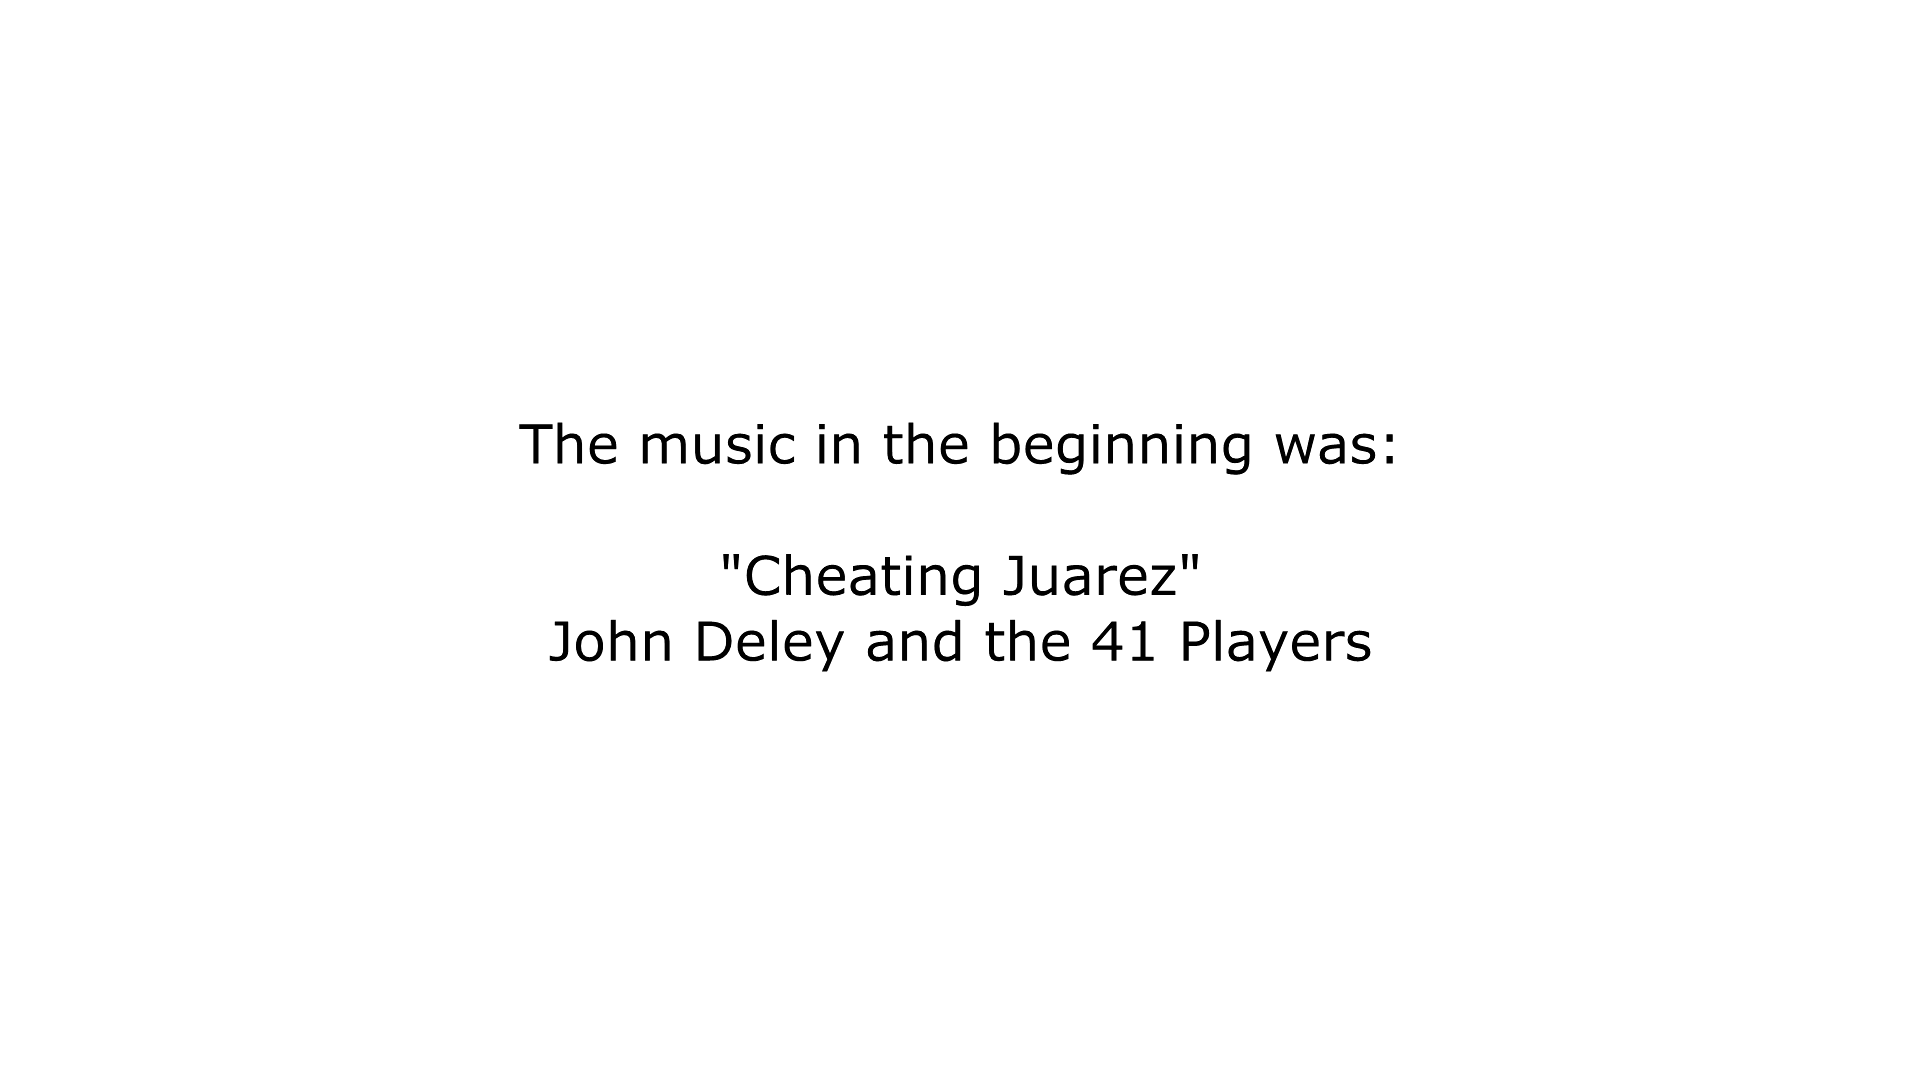 The music in the beginning was:
"Cheating Juarez"
John Deley and the 41 Players